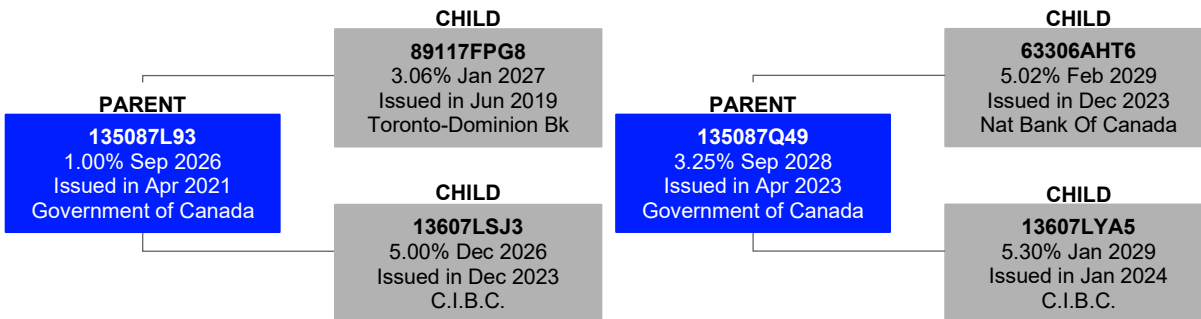 CHILD
89117FPG8
3.06% Jan 2027
Issued in Jun 2019
Toronto-Dominion Bk
PARENT
135087L93
1.00% Sep 2026
Issued in Apr 2021
Government of Canada
CHILD
13607LSJ3
5.00% Dec 2026
Issued in Dec 2023
C.I.B.C.
CHILD
63306AHT6
5.02% Feb 2029
Issued in Dec 2023
Nat Bank Of Canada
PARENT
135087Q49
3.25% Sep 2028
Issued in Apr 2023
Government of Canada
CHILD
13607LYA5
5.30% Jan 2029
Issued in Jan 2024
C.I.B.C.